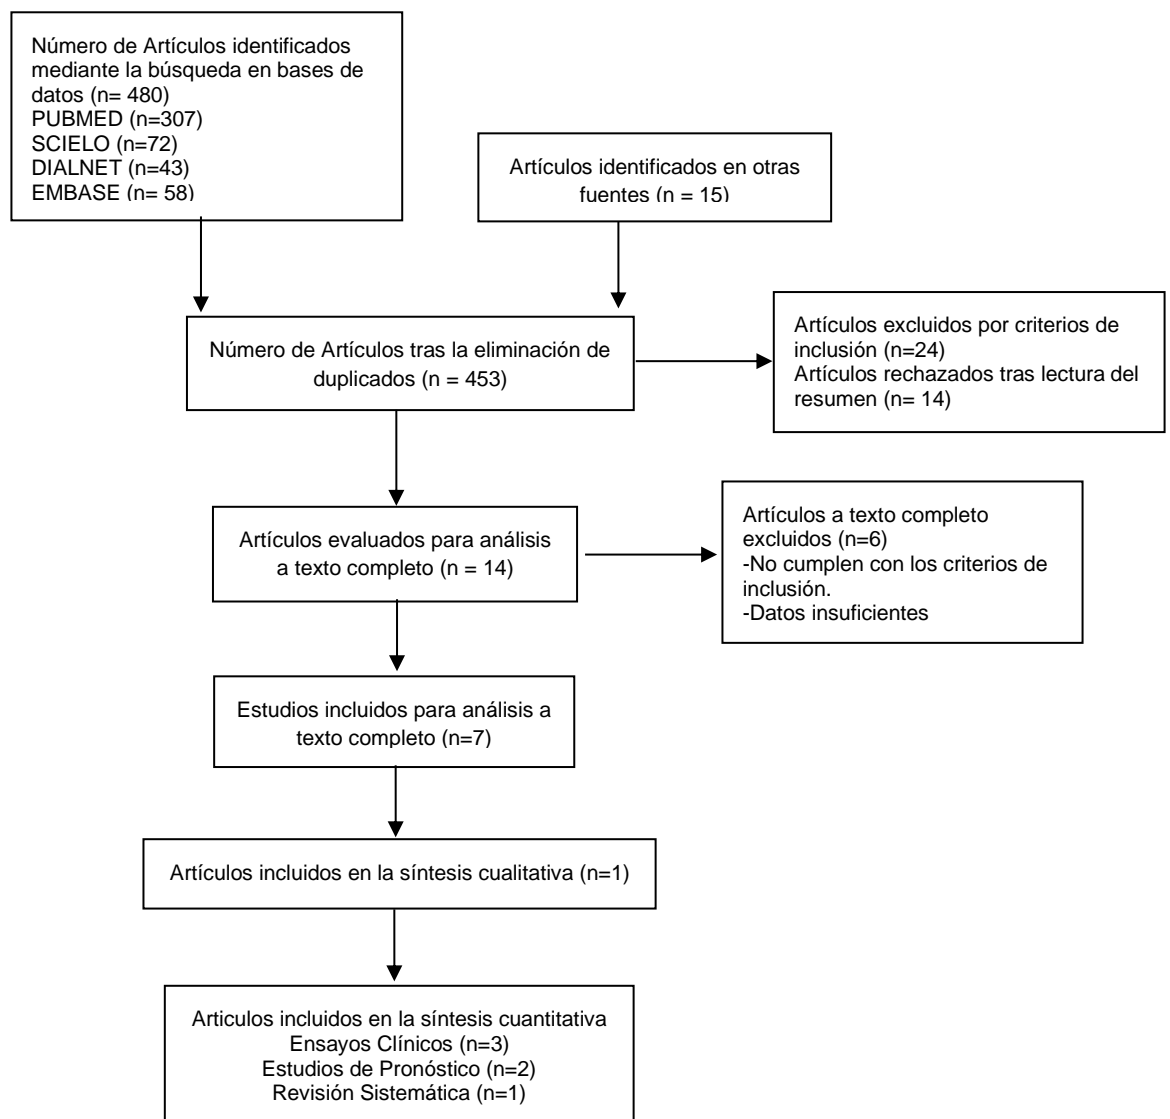 Número de Artículos identificados
mediante la búsqueda en bases de
datos (n= 480)
PUBMED (n=307)
SCIELO (n=72)
DIALNET (n=43)
EMBASE (n= 58)
Artículos identificados en otras
fuentes (n = 15)
Número de Artículos tras la eliminación de
duplicados (n = 453)
Artículos excluidos por criterios de
inclusión (n=24)
Artículos rechazados tras lectura del
resumen (n= 14)
Artículos evaluados para análisis
a texto completo (n = 14)
Artículos a texto completo
excluidos (n=6)
-No cumplen con los criterios de
inclusión.
-Datos insuficientes
Estudios incluidos para análisis a
texto completo (n=7)
Artículos incluidos en la síntesis cualitativa (n=1)
Articulos incluidos en la síntesis cuantitativa
Ensayos Clínicos (n=3)
Estudios de Pronóstico (n=2)
Revisión Sistemática (n=1)